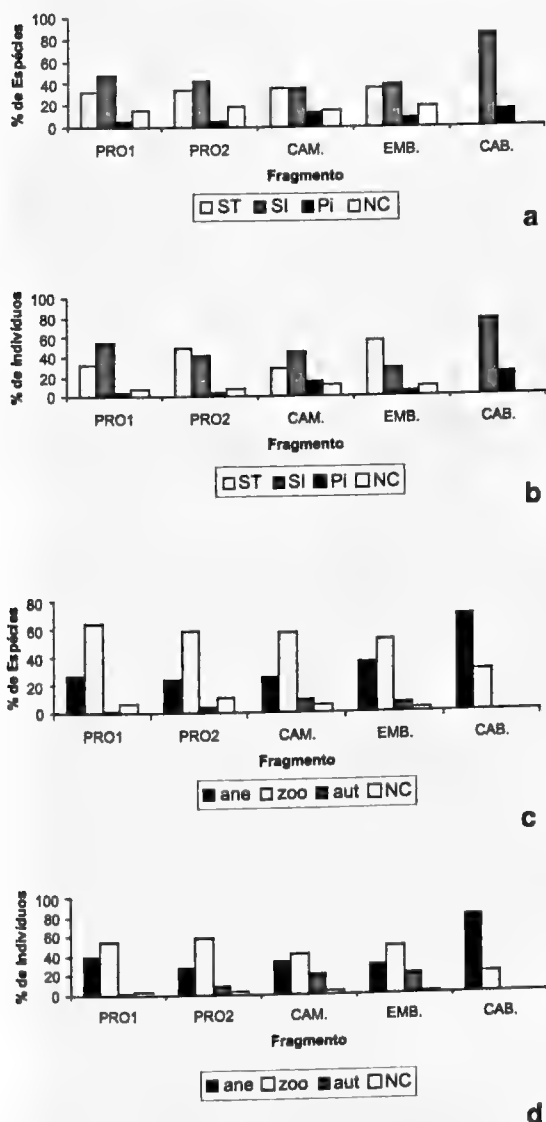 % de Espécies
100
80
60
40
20
0
PRO1 PRO2 CAM. EMB. CAB.
Fragmento
ST SI Pi NC
a
% de Indivíduos
100
80
60
40
20
0
PRO1 PRO2 CAM. EMB. CAB.
Fragmento
ST SI Pi NC
b
% de Espécies
80
60
40
20
0
PRO1 PRO2 CAM. EMB. CAB.
Fragmento
ane zoo aut NC
c
% de Indivíduos
100
80
60
40
20
0
PRO1 PRO2 CAM. EMB. CAB.
Fragmento
ane zoo aut NC
d